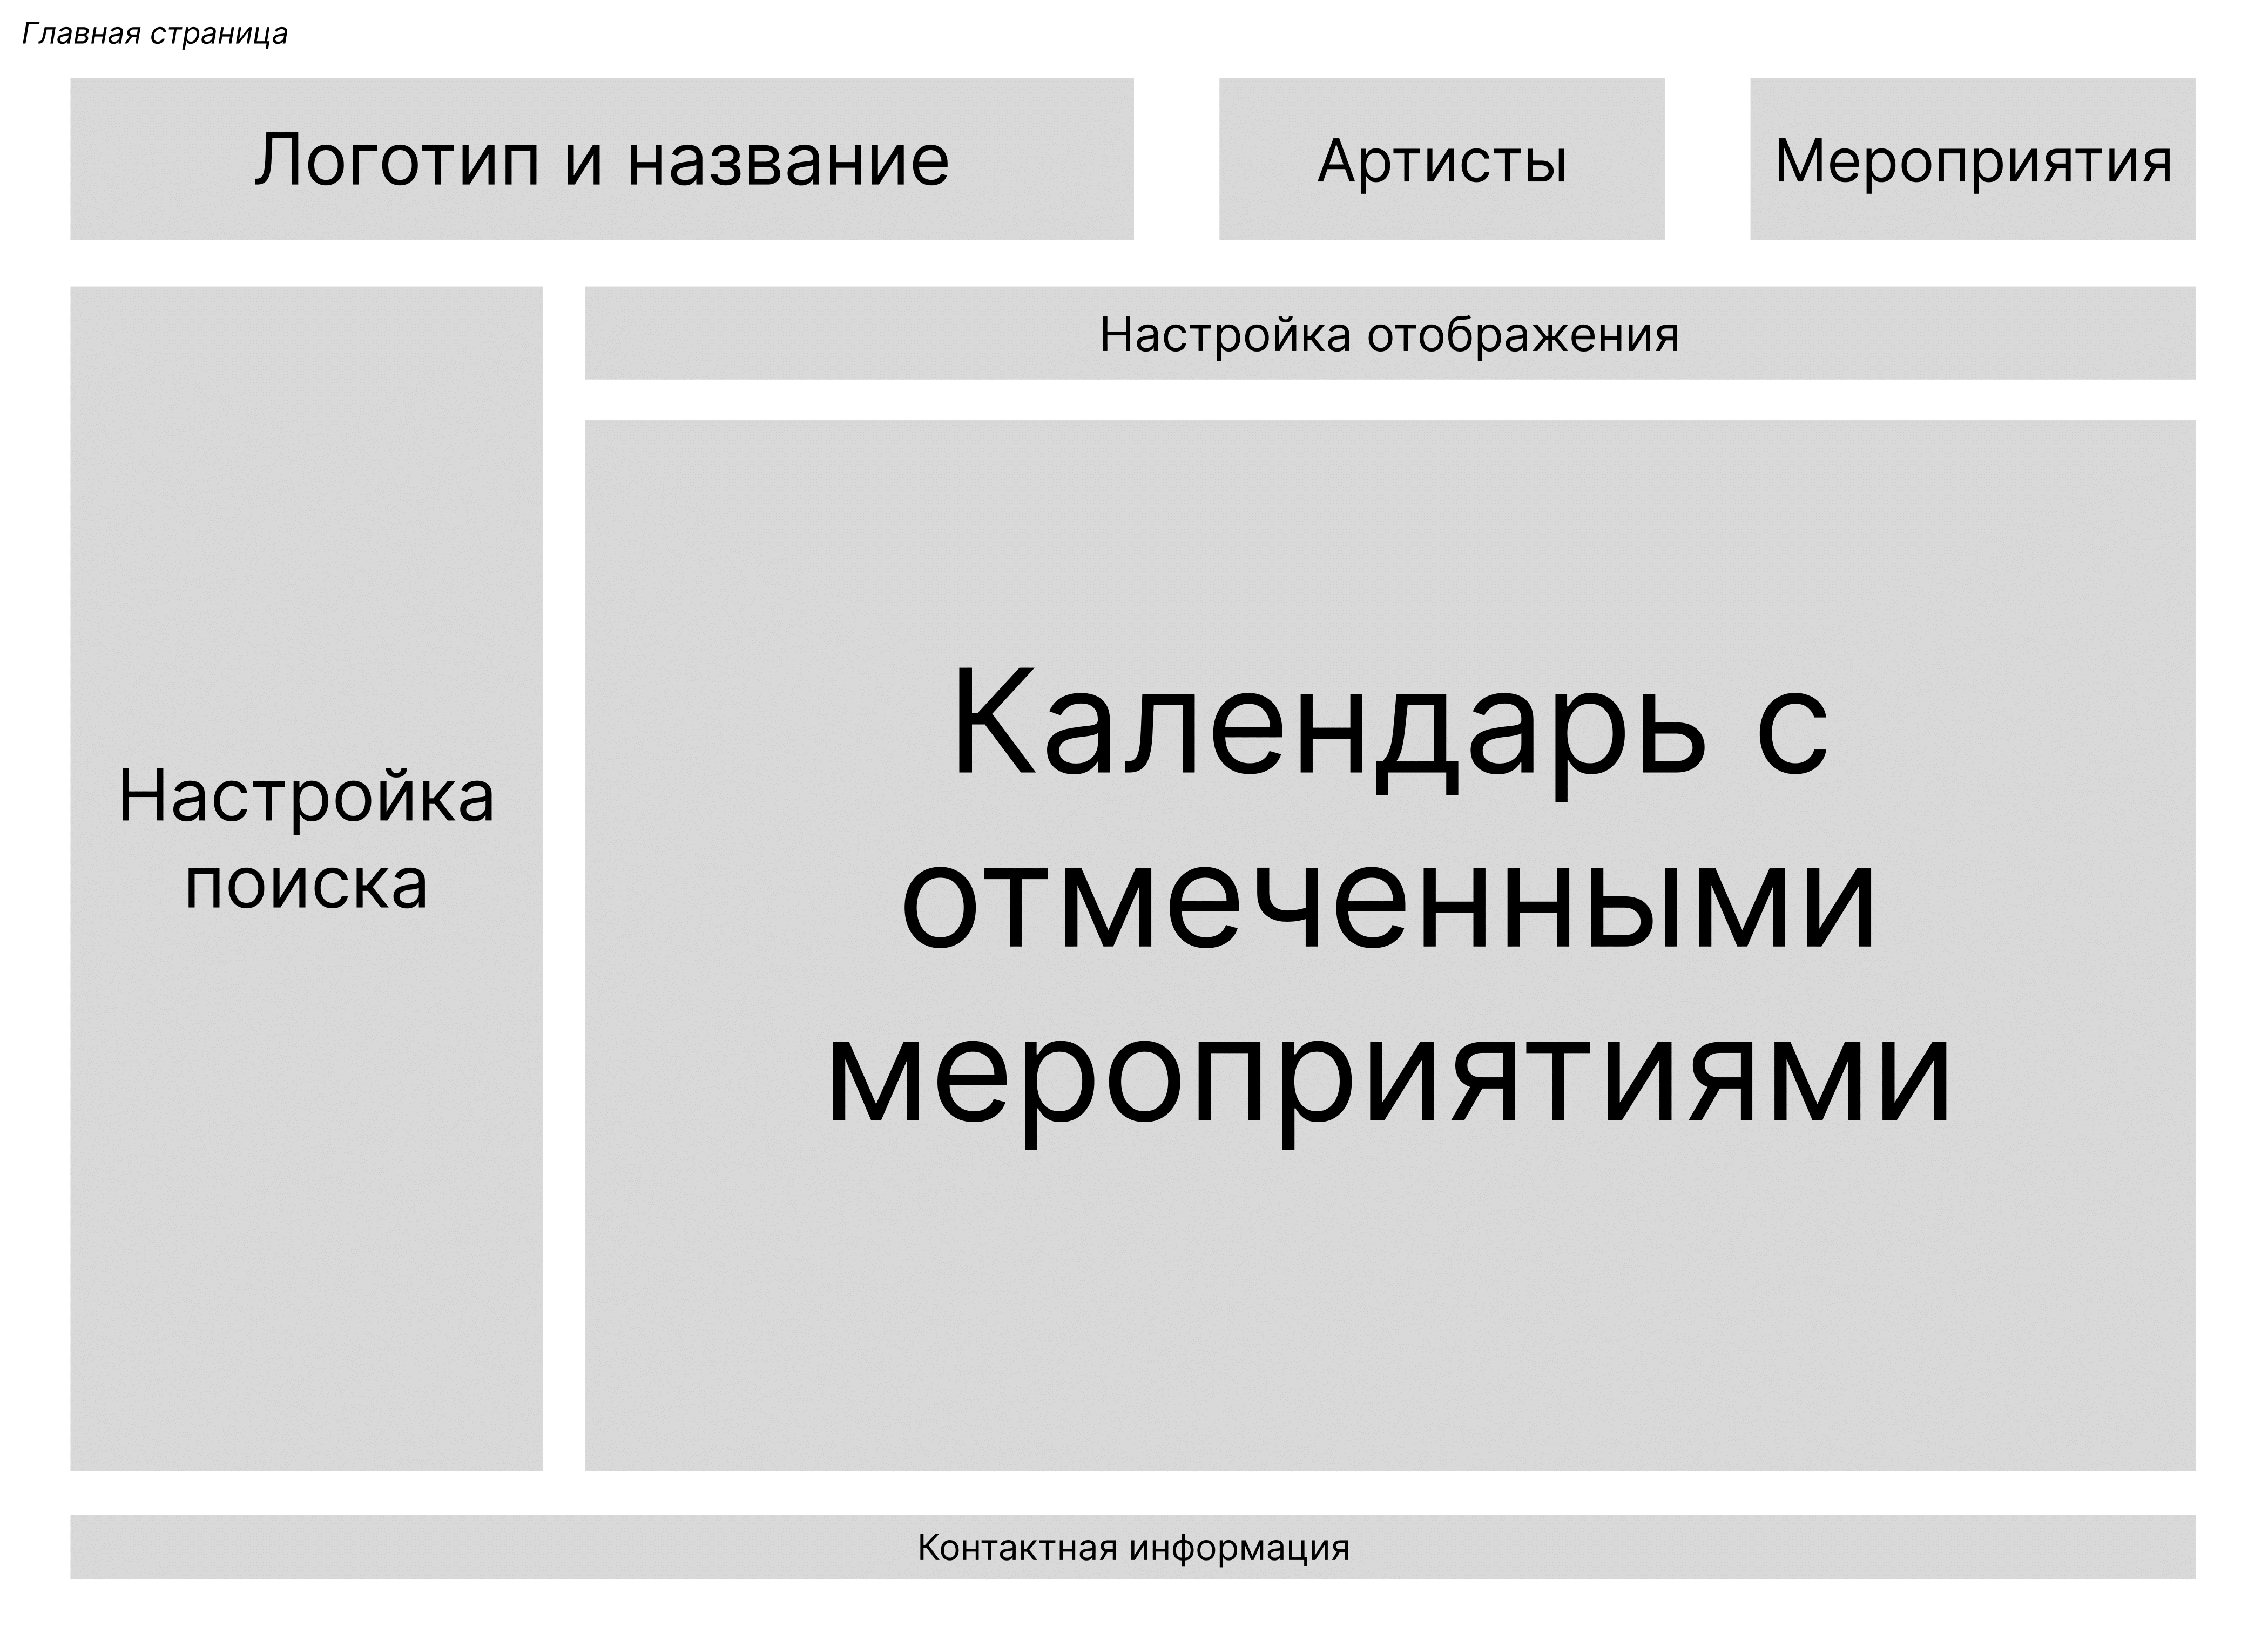 Главная страница
Логотип и название
Артисты
Мероприятия
Настройка
поиска
Настройка отображения
Календарь с
отмеченными
мероприятиями
Контактная информация